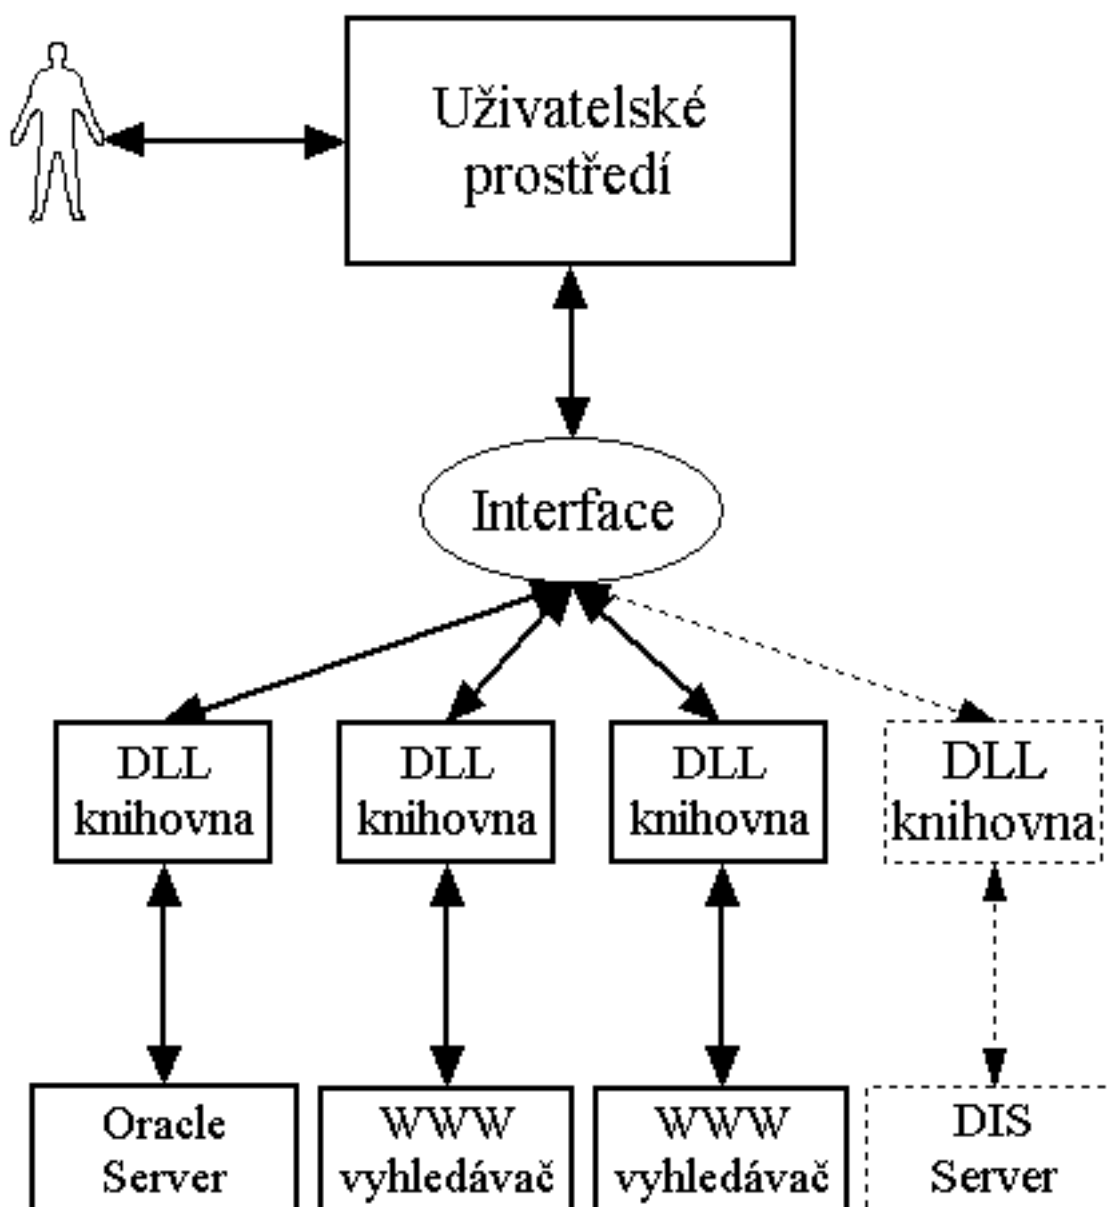 Uživatelské
prostředí
Interface
DLL
knihovna
DLL
knihovna
DLL
knihovna
DLL
knihovna
Oracle
Server
WWW
vyhledávač
WWW
vyhledávač
DIS
Server